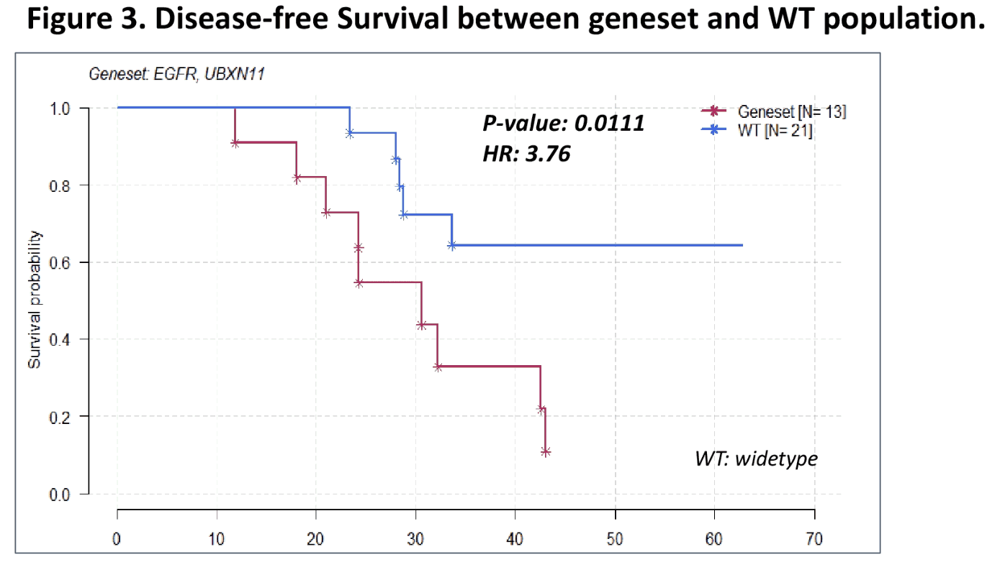 Figure 3. Disease-free Survival between geneset and WT population.
Geneset: EGFR, UBXN11
P-value: 0.0111
HR: 3.76
Geneset [N= 13]
WT [N= 21]
Survival probability
1.0
0.8
0.6
0.4
0.2
0.0
WT: widetype
0 10 20 30 40 50 60 70